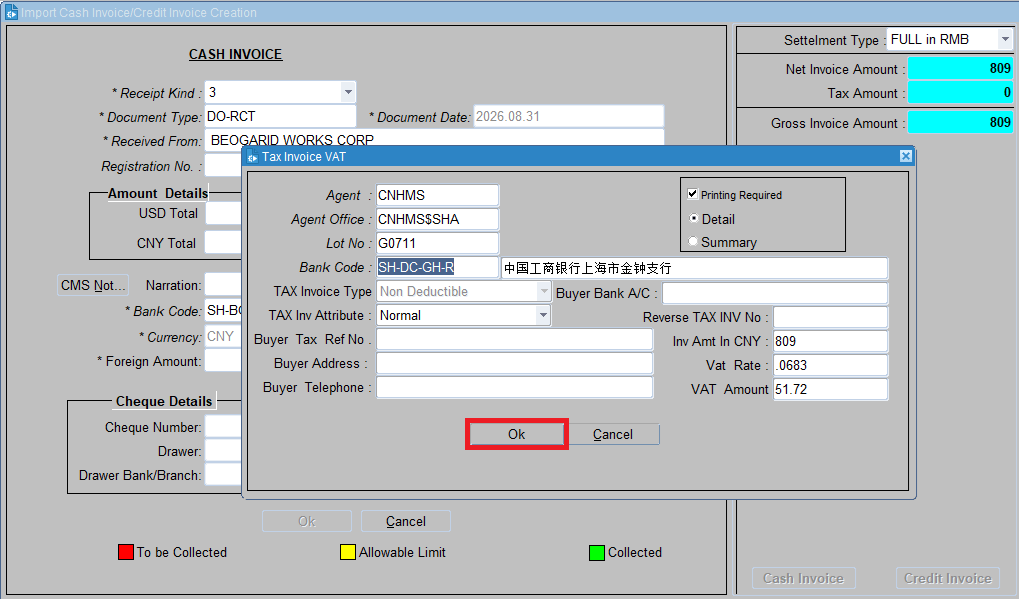 Import Cash Invoice/Credit Invoice Creation
CASH INVOICE
* Receipt Kind : 3
* Document Type: DO-RCT * Document Date: 2026.08.31
* Received From: BEOGARID WORKS CORP
Registration No. :
Amount Details
USD Total
CNY Total
CMS Not... Narration:
* Bank Code: SH-BO
* Currency: CNY
* Foreign Amount:
Cheque Details
Cheque Number:
Drawer:
Drawer Bank/Branch:
Ok Cancel
To be Collected Allowable Limit Collected
Settelment Type : FULL in RMB
Net Invoice Amount : 809
Tax Amount : 0
Gross Invoice Amount : 809
Cash Invoice Credit Invoice
Tax Invoice VAT
Agent : CNHMS
Agent Office : CNHMS$SHA
Lot No : G0711
Bank Code : SH-DC-GH-R 中国工商银行上海市金钟支行
TAX Invoice Type Non Deductible Buyer Bank A/C :
TAX Inv Attribute : Normal Reverse TAX INV No :
Buyer Tax Ref No : Inv Amt In CNY : 809
Buyer Address : Vat Rate : .0683
Buyer Telephone : VAT Amount 51.72
Printing Required
Detail
Summary
Ok Cancel